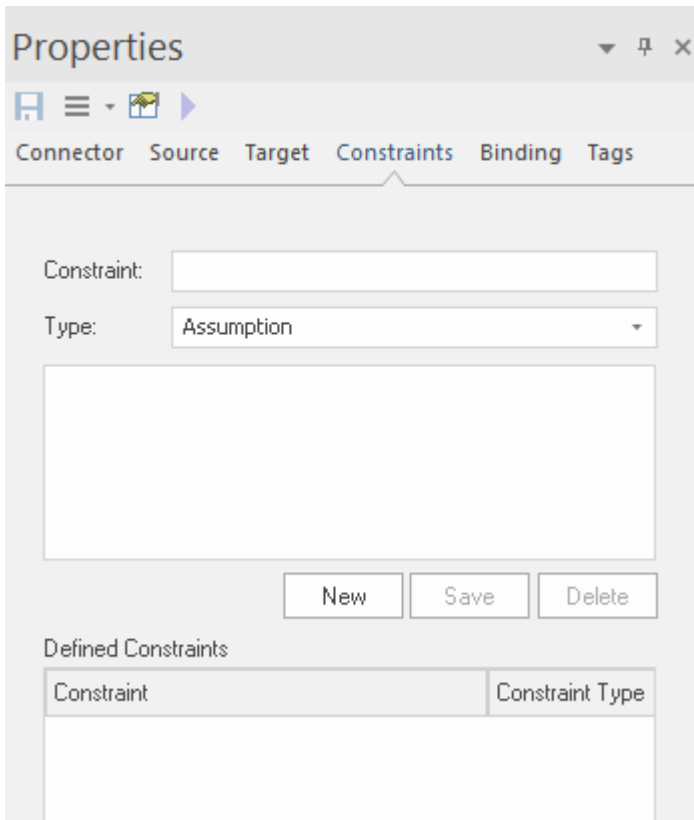 Properties
Connector Source Target Constraints Binding Tags
Constraint:
Type: Assumption
New Save Delete
Defined Constraints
Constraint Constraint Type